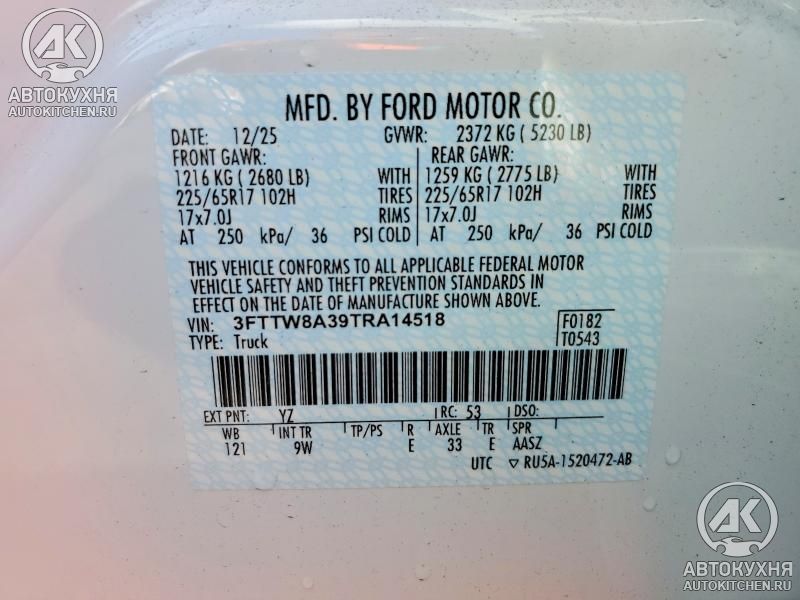 АК
АВТОКУХНЯ
AUTOKITCHEN.RU
MFD. BY FORD MOTOR CO.
DATE: 12/25 GVWR: 2372 KG ( 5230 LB)
FRONT GAWR: REAR GAWR:
1216 KG ( 2680 LB) WITH 1259 KG ( 2775 LB) WITH
225/65R17 102H TIRES 225/65R17 102H TIRES
17x7.0J RIMS 17x7.0J RIMS
AT 250 kPa/ 36 PSI COLD AT 250 kPa/ 36 PSI COLD
THIS VEHICLE CONFORMS TO ALL APPLICABLE FEDERAL MOTOR
VEHICLE SAFETY AND THEFT PREVENTION STANDARDS IN
EFFECT ON THE DATE OF MANUFACTURE SHOWN ABOVE.
VIN: 3FTTW8A39TRA14518 F0182
TYPE: Truck T0543
EXT PNT: YZ RC: 53 DSO:
WB INT TR TP/PS R AXLE TR SPR
121 9W E 33 E AASZ
UTC ▽RU5A-1520472-AB
АК
АВТОКУХНЯ
AUTOKITCHEN.RU